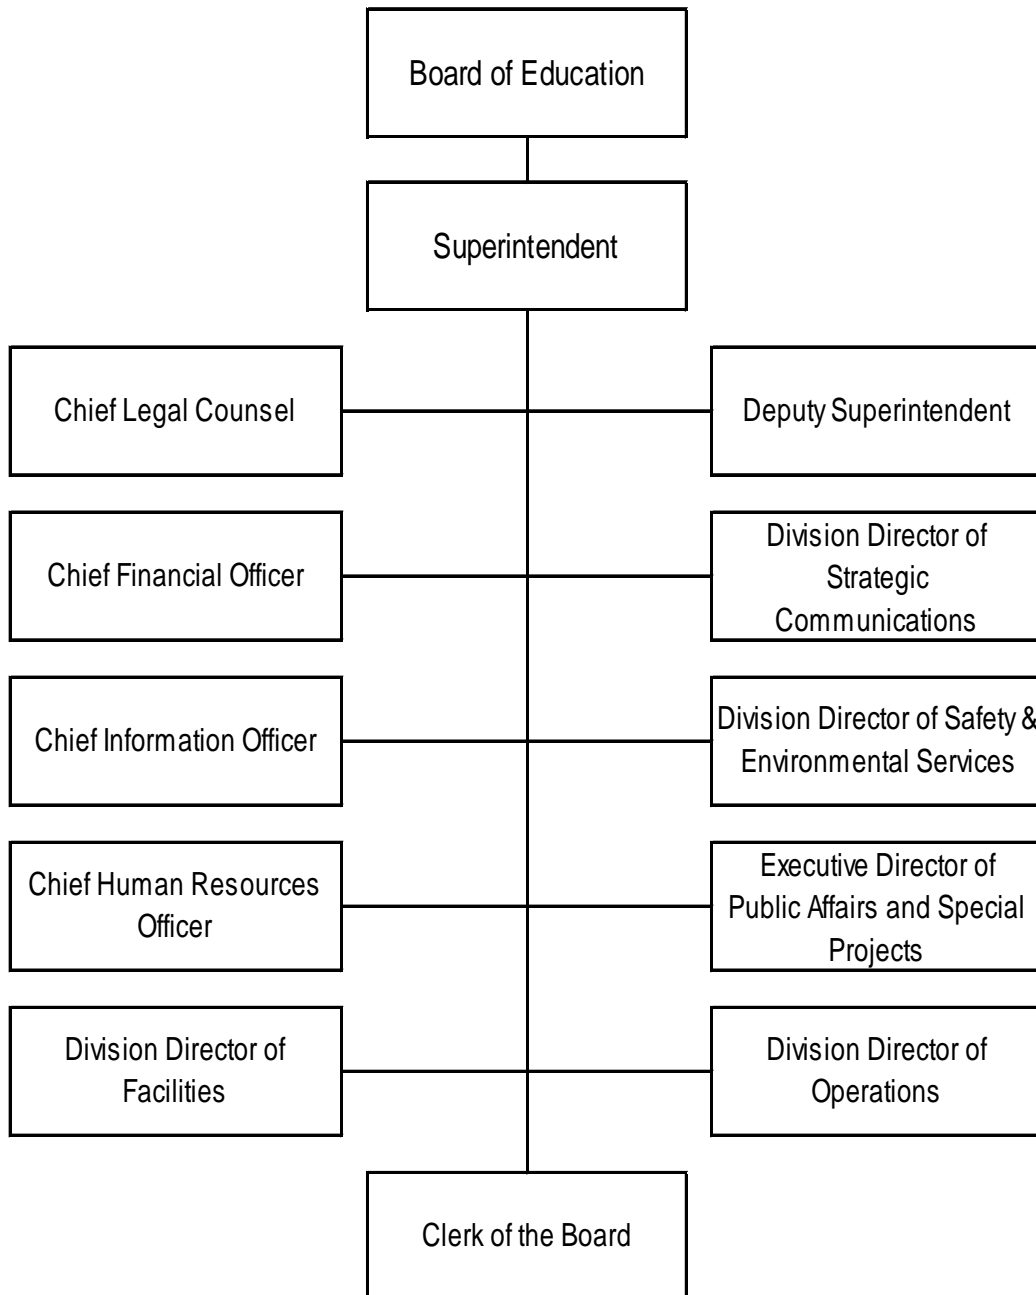 Board of Education
Superintendent
Chief Legal Counsel
Deputy Superintendent
Chief Financial Officer
Division Director of
Strategic
Communications
Chief Information Officer
Division Director of Safety &
Environmental Services
Chief Human Resources
Officer
Executive Director of
Public Affairs and Special
Projects
Division Director of
Facilities
Division Director of
Operations
Clerk of the Board